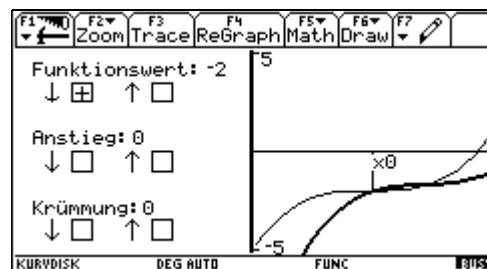 F1 F2 F3 F4 F5 F6 F7
Zoom Trace ReGraph Math Draw
Funktionswert: -2
↓ ⊞ ↑ □
Anstieg: 0
↓ □ ↑ □
Krümmung: 0
↓ □ ↑ □
5
x0
-5
KURVDISK DEG AUTO FUNC BUSY